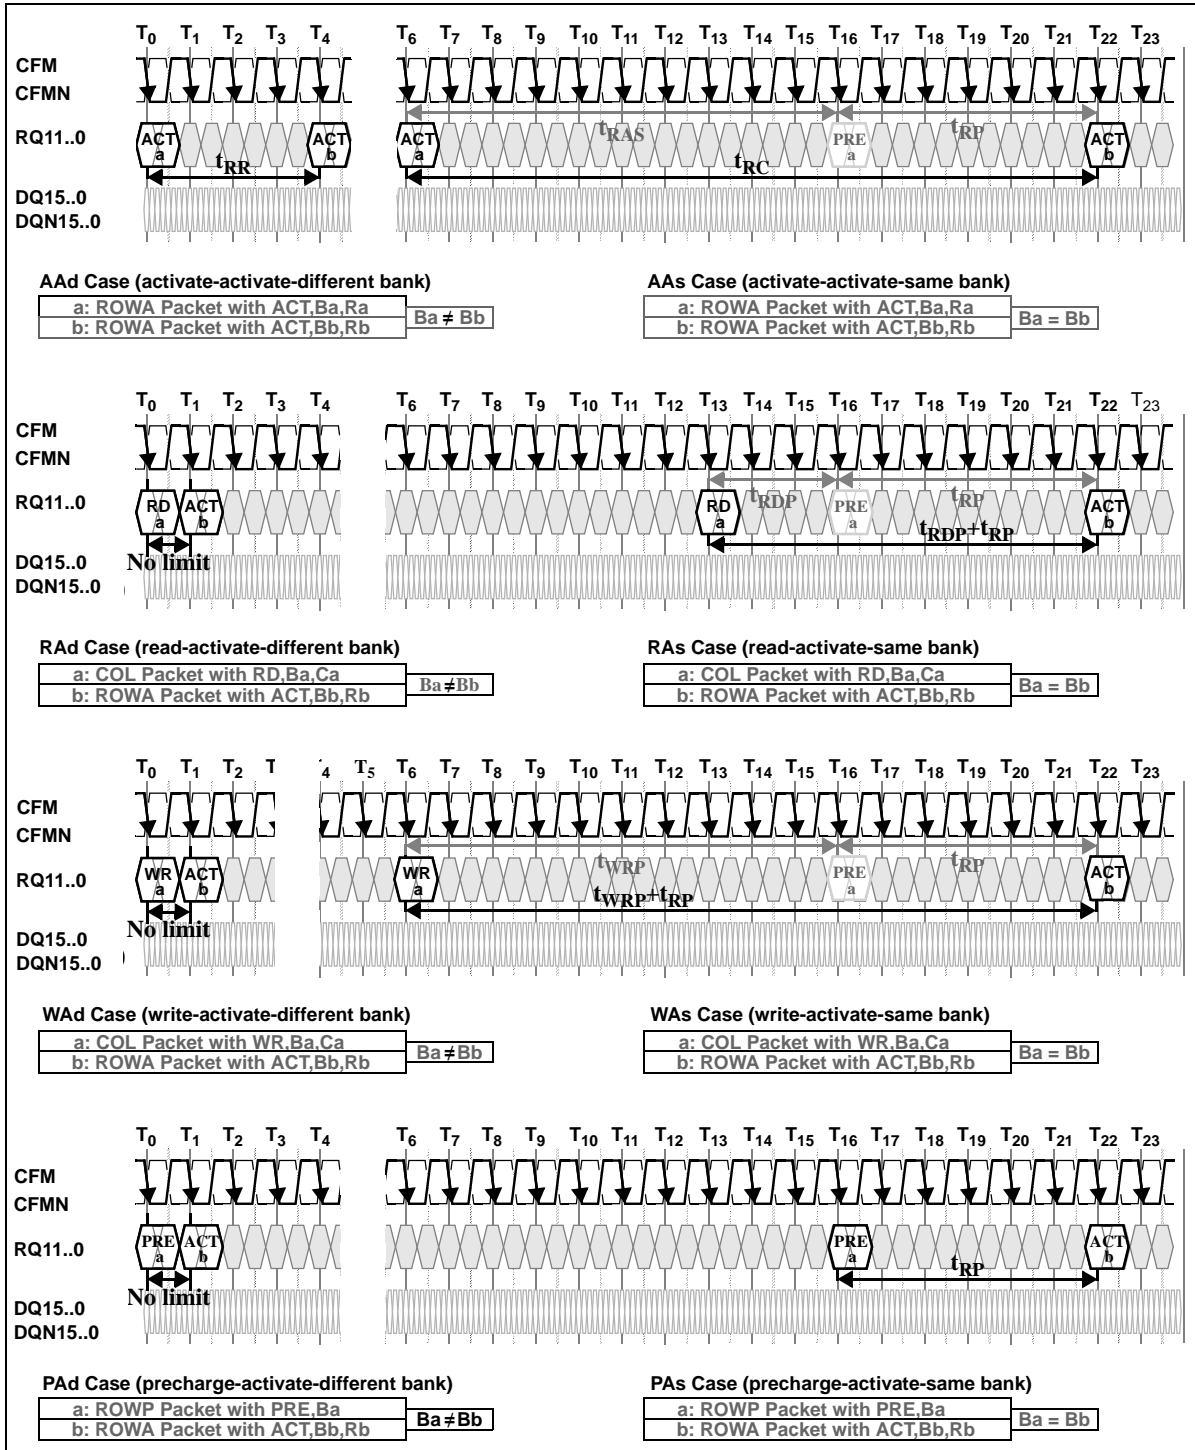 T0 T1 T2 T3 T4 T6 T7 T8 T9 T10 T11 T12 T13 T14 T15 T16 T17 T18 T19 T20 T21 T22 T23
CFM
CFMN
RQ11..0 ACT a ACT b ACT a PRE a ACT b
tRAS tRP
tRR tRC
DQ15..0
DQN15..0
AAd Case (activate-activate-different bank) AAs Case (activate-activate-same bank)
a: ROWA Packet with ACT,Ba,Ra a: ROWA Packet with ACT,Ba,Ra
Ba ≠ Bb Ba = Bb
b: ROWA Packet with ACT,Bb,Rb b: ROWA Packet with ACT,Bb,Rb
T0 T1 T2 T3 T4 T6 T7 T8 T9 T10 T11 T12 T13 T14 T15 T16 T17 T18 T19 T20 T21 T22 T23
CFM
CFMN
RQ11..0 RD a ACT b RD a PRE a ACT b
tRDP tRP
tRDP+tRP
No limit
DQ15..0
DQN15..0
RAd Case (read-activate-different bank) RAs Case (read-activate-same bank)
a: COL Packet with RD,Ba,Ca a: COL Packet with RD,Ba,Ca
Ba≠Bb Ba = Bb
b: ROWA Packet with ACT,Bb,Rb b: ROWA Packet with ACT,Bb,Rb
T0 T1 T2 T 4 T5 T6 T7 T8 T9 T10 T11 T12 T13 T14 T15 T16 T17 T18 T19 T20 T21 T22 T23
CFM
CFMN
RQ11..0 WR a ACT b WR a PRE a ACT b
tWRP tRP
tWRP+tRP
No limit
DQ15..0
DQN15..0
WAd Case (write-activate-different bank) WAs Case (write-activate-same bank)
a: COL Packet with WR,Ba,Ca a: COL Packet with WR,Ba,Ca
Ba≠Bb Ba = Bb
b: ROWA Packet with ACT,Bb,Rb b: ROWA Packet with ACT,Bb,Rb
T0 T1 T2 T3 T4 T6 T7 T8 T9 T10 T11 T12 T13 T14 T15 T16 T17 T18 T19 T20 T21 T22 T23
CFM
CFMN
RQ11..0 PRE a ACT b PRE a ACT b
tRP
No limit
DQ15..0
DQN15..0
PAd Case (precharge-activate-different bank) PAs Case (precharge-activate-same bank)
a: ROWP Packet with PRE,Ba a: ROWP Packet with PRE,Ba
Ba≠Bb Ba = Bb
b: ROWA Packet with ACT,Bb,Rb b: ROWA Packet with ACT,Bb,Rb